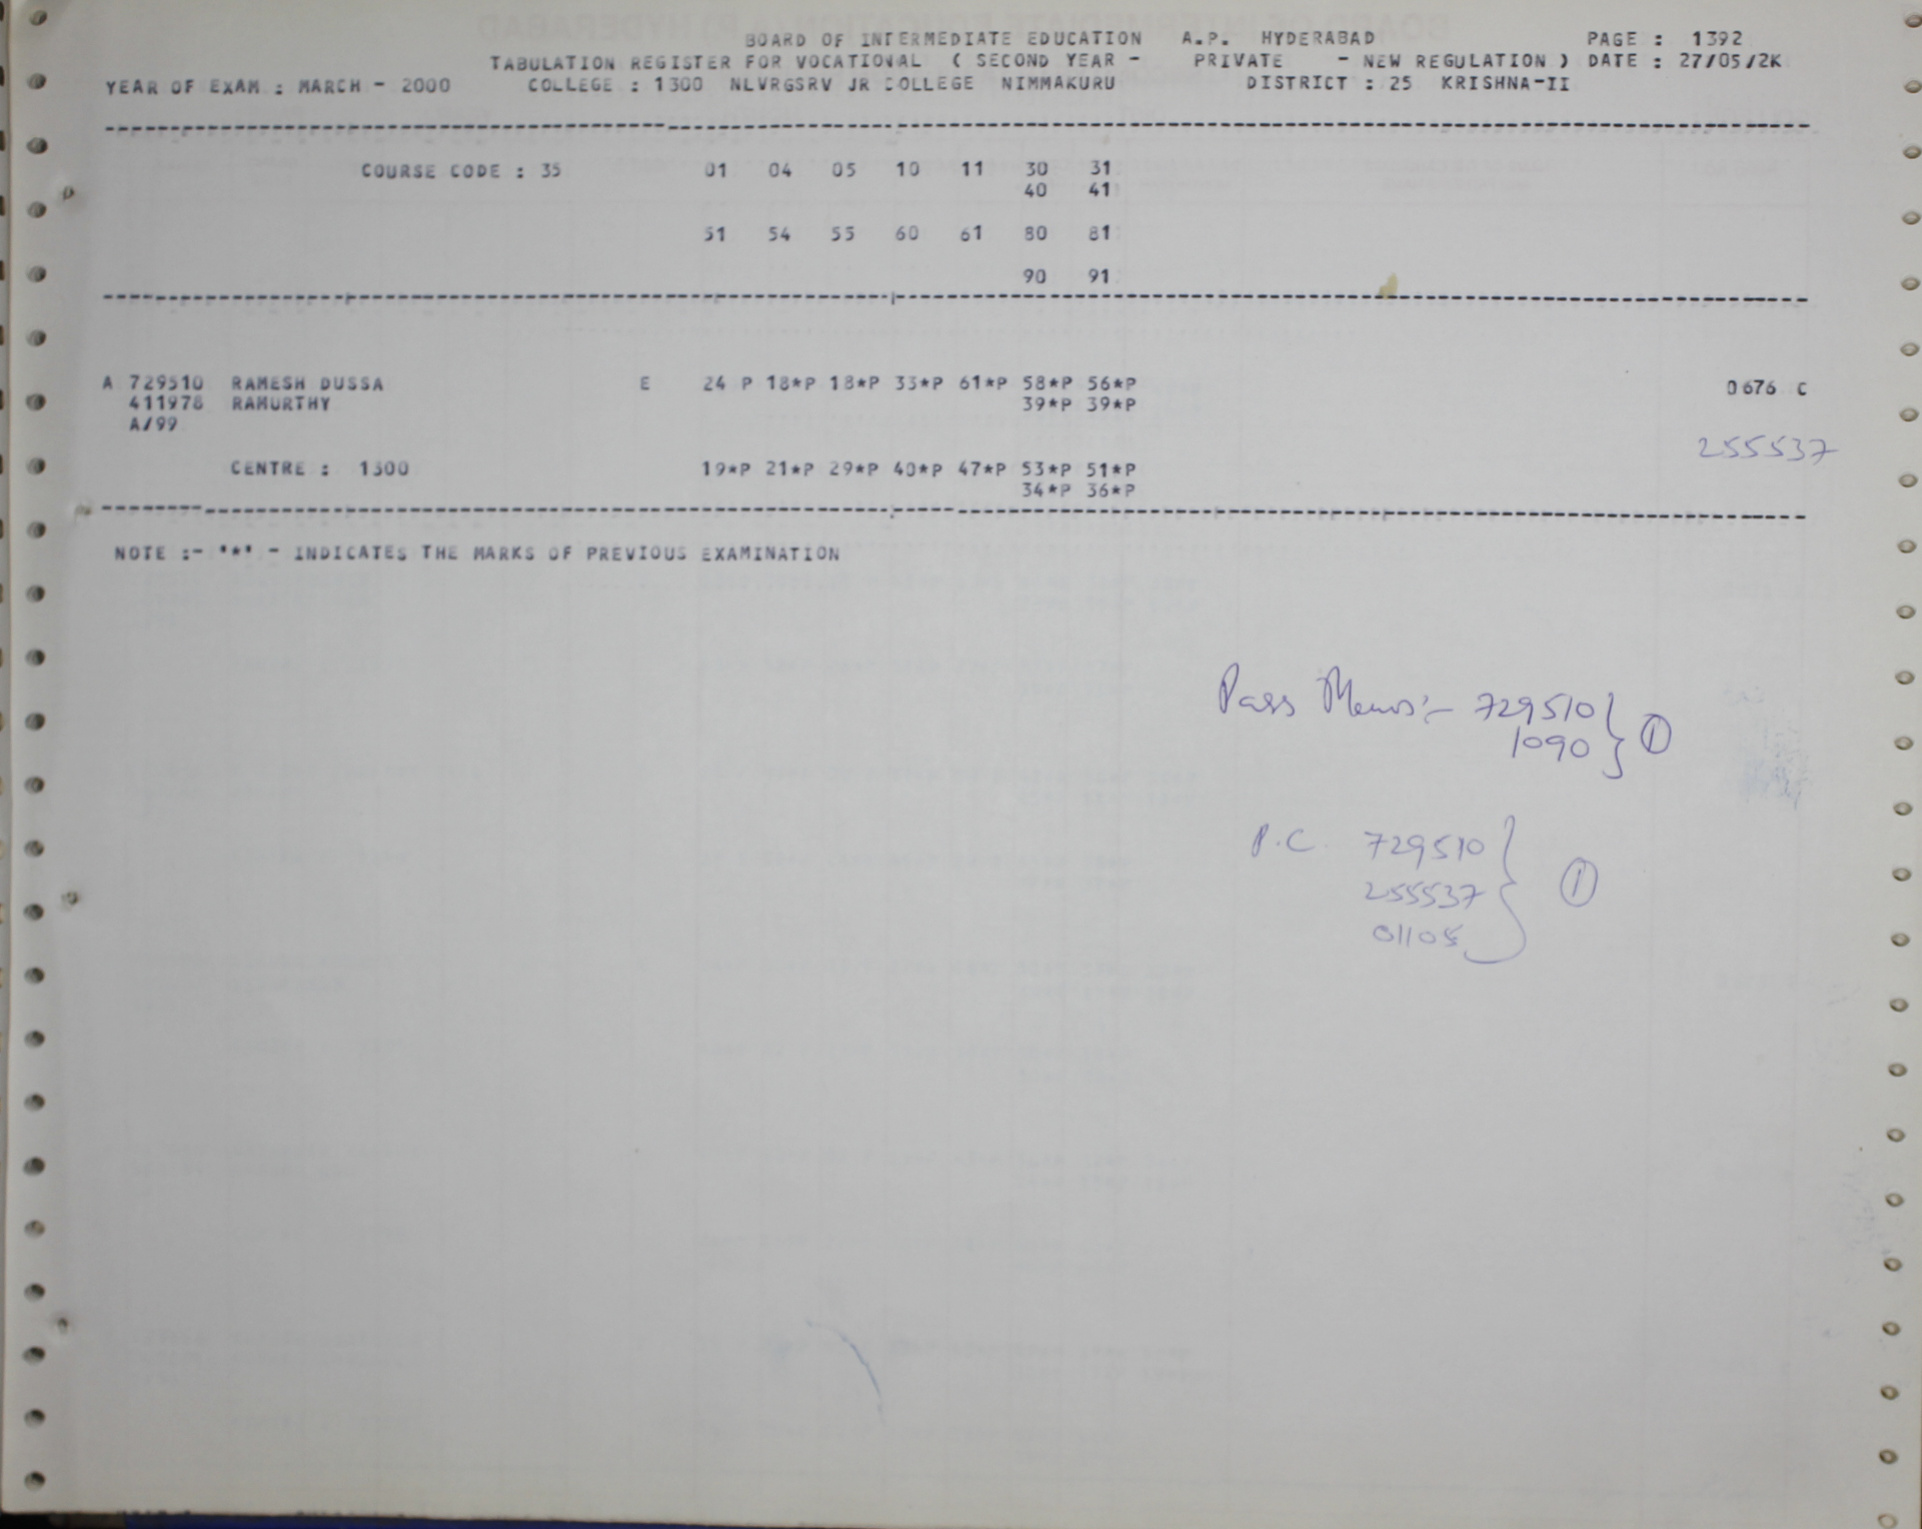 BOARD OF INTERMEDIATE EDUCATION A.P. HYDERABAD PAGE : 1392
TABULATION REGISTER FOR VOCATIONAL ( SECOND YEAR - PRIVATE - NEW REGULATION ) DATE : 27/05/2K
YEAR OF EXAM : MARCH - 2000 COLLEGE : 1300 NLVRGSRV JR COLLEGE NIMMAKURU DISTRICT : 25 KRISHNA-II
COURSE CODE : 35 01 04 05 10 11 30 31
40 41
51 54 55 60 61 80 81
90 91
A 729510 RAMESH DUSSA E 24 P 18*P 18*P 33*P 61*P 58*P 56*P 0676 C
411978 RAMURTHY 39*P 39*P
A/99
255537
CENTRE : 1300 19*P 21*P 29*P 40*P 47*P 53*P 51*P
34*P 36*P
NOTE :- '*' - INDICATES THE MARKS OF PREVIOUS EXAMINATION
Pass Memos:- 729510 } 1
1090
P.C. 729510
255537 } 1
01105